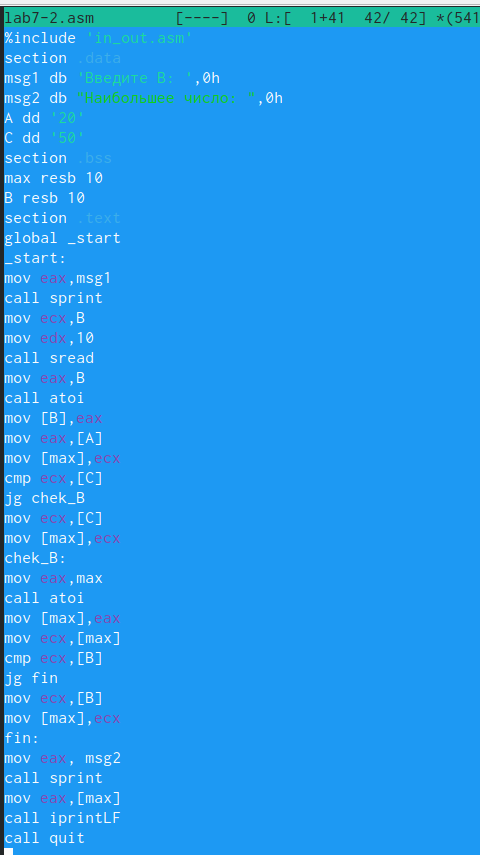 lab7-2.asm [----] 0 L:[ 1+41 42/ 42] *(541
%include 'in_out.asm'
section .data
msg1 db 'Введите B: ',0h
msg2 db "Наибольшее число: ",0h
A dd '20'
C dd '50'
section .bss
max resb 10
B resb 10
section .text
global _start
_start:
mov eax,msg1
call sprint
mov ecx,B
mov edx,10
call sread
mov eax,B
call atoi
mov [B],eax
mov eax,[A]
mov [max],ecx
cmp ecx,[C]
jg chek_B
mov ecx,[C]
mov [max],ecx
chek_B:
mov eax,max
call atoi
mov [max],eax
mov ecx,[max]
cmp ecx,[B]
jg fin
mov ecx,[B]
mov [max],ecx
fin:
mov eax, msg2
call sprint
mov eax,[max]
call iprintLF
call quit